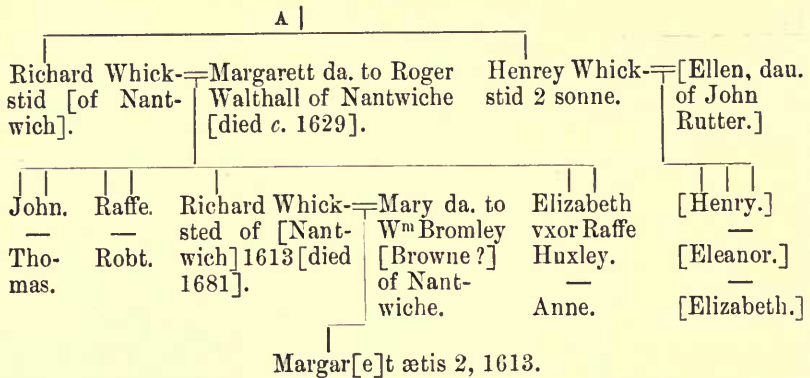 A
Richard Whick-
stid [of Nant-
wich].
Margarett da. to Roger
Walthall of Nantwiche
[died c. 1629].
Henrey Whick-
stid 2 sonne.
[Ellen, dau.
of John
Rutter.]
John.
—
Tho-
mas.
Raffe.
—
Robt.
Richard Whick-
sted of [Nant-
wich] 1613 [died
1681].
Mary da. to
Wm Bromley
[Browne?]
of Nant-
wiche.
Elizabeth
vxor Raffe
Huxley.
—
Anne.
[Henry.]
—
[Eleanor.]
—
[Elizabeth.]
Margar[e]t ætis 2, 1613.